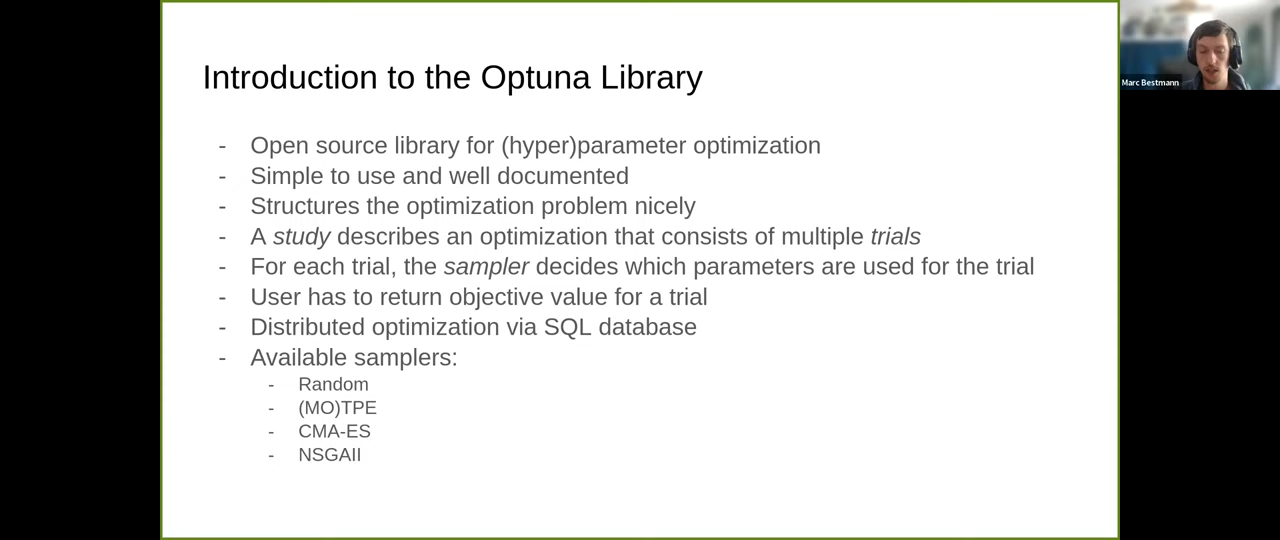 Introduction to the Optuna Library
- Open source library for (hyper)parameter optimization
- Simple to use and well documented
- Structures the optimization problem nicely
- A study describes an optimization that consists of multiple trials
- For each trial, the sampler decides which parameters are used for the trial
- User has to return objective value for a trial
- Distributed optimization via SQL database
- Available samplers:
- Random
- (MO)TPE
- CMA-ES
- NSGAII
Marc Bestmann